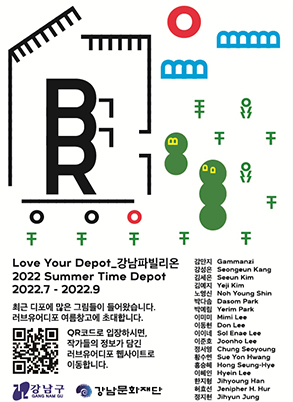 B
B
R
Love Your Depot_강남파빌리온
2022 Summer Time Depot
2022.7 - 2022.9
최근 디포에 많은 그림들이 들어왔습니다.
러브유어디포 여름창고에 초대합니다.
QR코드로 입장하시면,
작가들의 정보가 담긴
러브유어디포 웹사이트로
이동합니다.
강남구
GANG NAM GU
강남문화재단
감만지 Gammanzi
강성은 Seongeun Kang
김세은 Seeun Kim
김예지 Yeji Kim
노영신 Noh Young Shin
박다솜 Dasom Park
박예림 Yerim Park
이미미 Mimi Lee
이동훤 Don Lee
이이내 Sol Enae Lee
이준호 Joonho Lee
정서영 Chung Seoyoung
황수연 Sue Yon Hwang
홍승혜 Hong Seung-Hye
이혜인 Hyein Lee
한지형 Jihyoung Han
허효선 Jenipher H. Hur
정지현 Jihyun Jung